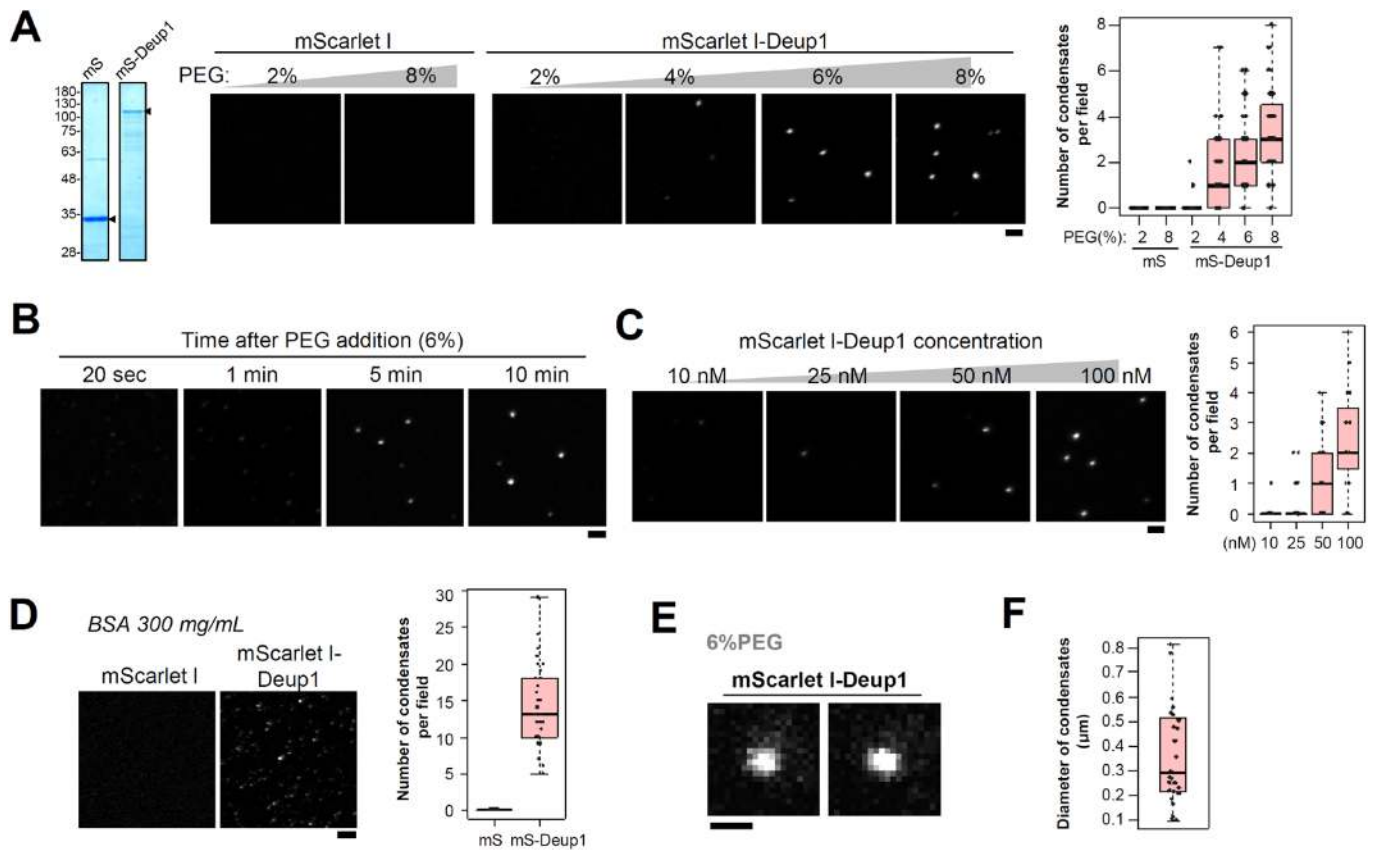 A
mS
mS-Deup1
180-
130-
100-
75-
63-
48-
35-
28-
mScarlet I
mScarlet I-Deup1
PEG:
2%
8%
2%
4%
6%
8%
Number of condensates
per field
8
6
4
2
0
PEG(%):
2
8
2
4
6
8
mS
mS-Deup1
B
Time after PEG addition (6%)
20 sec
1 min
5 min
10 min
C
mScarlet I-Deup1 concentration
10 nM
25 nM
50 nM
100 nM
Number of condensates
per field
6
5
4
3
2
1
0
(nM)
10
25
50
100
D
BSA 300 mg/mL
mScarlet I
mScarlet I-
Deup1
Number of condensates
per field
30
25
20
15
10
5
0
mS
mS-Deup1
E
6%PEG
mScarlet I-Deup1
F
Diameter of condensates
(μm)
0.8
0.7
0.6
0.5
0.4
0.3
0.2
0.1